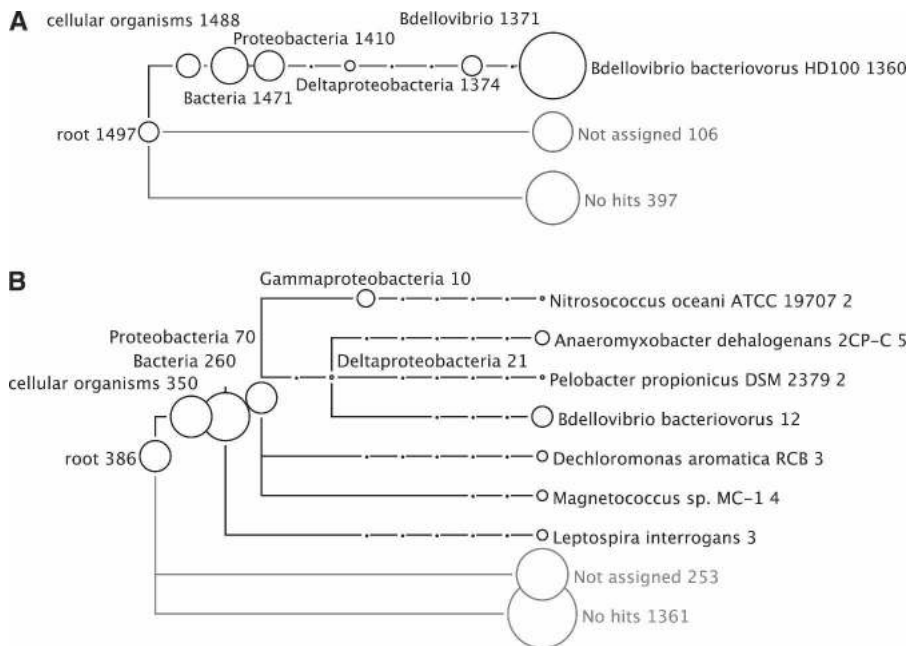 A
cellular organisms 1488
Bdellovibrio 1371
Proteobacteria 1410
Bdellovibrio bacteriovorus HD100 1360
Bacteria 1471
Deltaproteobacteria 1374
root 1497
Not assigned 106
No hits 397
B
Gammaproteobacteria 10
Nitrosococcus oceani ATCC 19707 2
Proteobacteria 70
Anaeromyxobacter dehalogenans 2CP-C 5
Bacteria 260
Deltaproteobacteria 21
cellular organisms 350
Pelobacter propionicus DSM 2379 2
Bdellovibrio bacteriovorus 12
root 386
Dechloromonas aromatica RCB 3
Magnetococcus sp. MC-1 4
Leptospira interrogans 3
Not assigned 253
No hits 1361